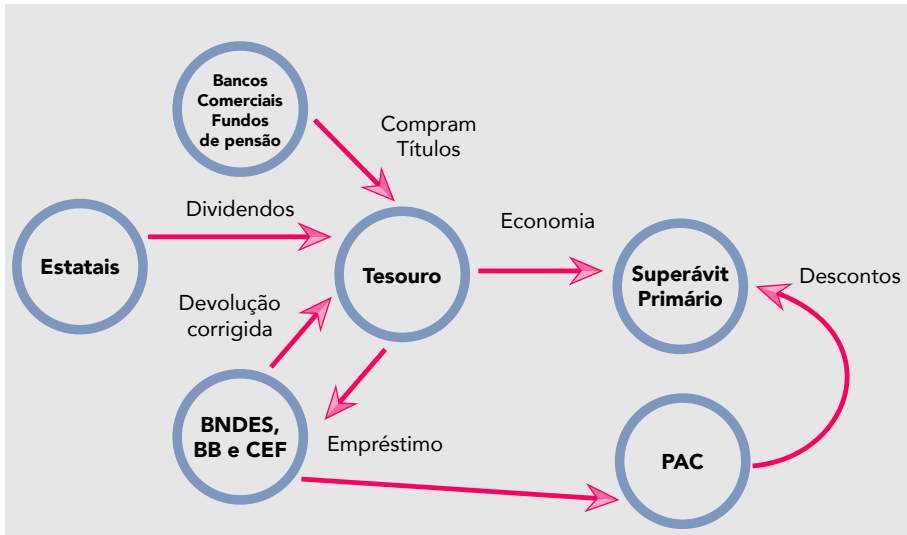 Bancos
Comerciais
Fundos
de pensão
Compram
Títulos
Dividendos
Economia
Estatais
Tesouro
Superávit
Primário
Descontos
Devolução
corrigida
BNDES,
BB e CEF
Empréstimo
PAC